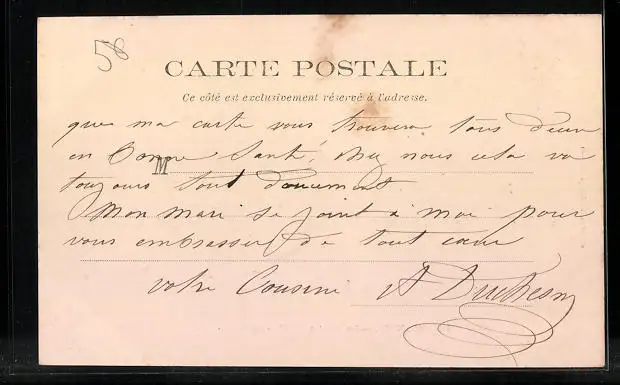 58
CARTE POSTALE
Ce côté est exclusivement réservé à l'adresse.
que ma carte vous trouvera tous deux
en bonne santé, chez nous cela va
M
toujours tout doucement
Mon mari se joint à moi pour
vous embrasser de tout cœur
votre Cousine A Duchesne